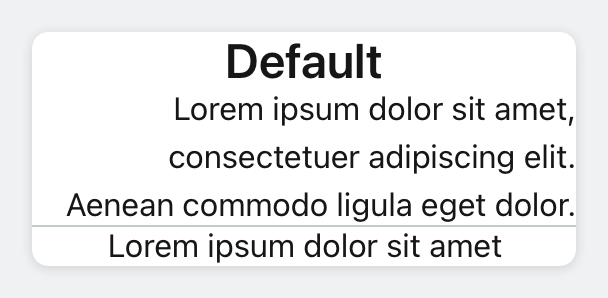 Default
Lorem ipsum dolor sit amet,
consectetuer adipiscing elit.
Aenean commodo ligula eget dolor.
Lorem ipsum dolor sit amet